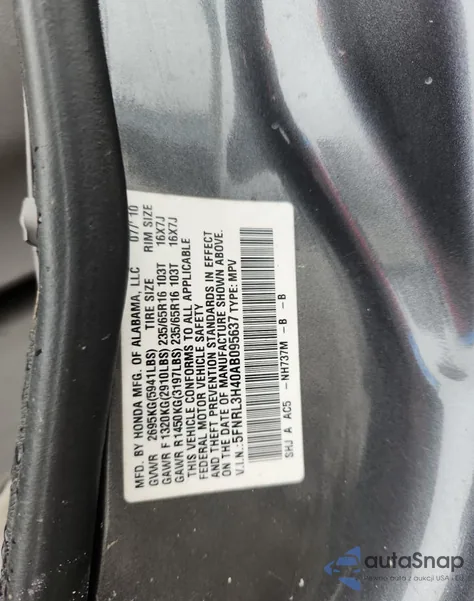 MFD. BY HONDA MFG. OF ALABAMA, LLC 07/ 10
GVWR 2695KG(5941LBS) TIRE SIZE RIM SIZE
GAWR F 1320KG(2910LBS) 235/65R16 103T 16X7J
GAWR R 1450KG(3197LBS) 235/65R16 103T 16X7J
THIS VEHICLE CONFORMS TO ALL APPLICABLE
FEDERAL MOTOR VEHICLE SAFETY
AND THEFT PREVENTION STANDARDS IN EFFECT
ON THE DATE OF MANUFACTURE SHOWN ABOVE.
V.I.N.: 5FNRL3H40AB095637 TYPE: MPV
SHJ A AC5 -NH737M -B -B
autoSnap
aukcji USA i EU